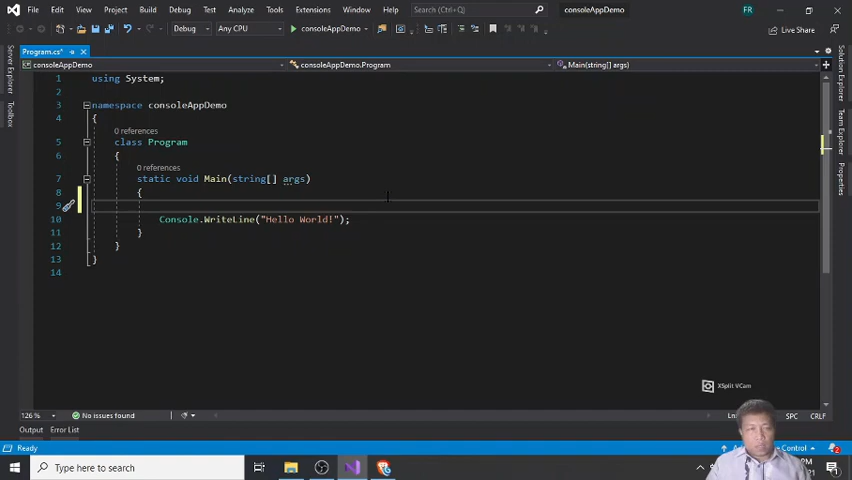 File Edit View Project Build Debug Test Analyze Tools Extensions Window Help Search (Ctrl+Q) consoleAppDemo FR
Debug Any CPU consoleAppDemo Live Share
Program.cs*
consoleAppDemo consoleAppDemo.Program Main(string[] args)
Server Explorer
Toolbox
Solution Explorer
Team Explorer
Properties
1 using System;
2
3 namespace consoleAppDemo
4 {
0 references
5 class Program
6 {
0 references
7 static void Main(string[] args)
8 {
9
10 Console.WriteLine("Hello World!");
11 }
12 }
13 }
14
XSplit VCam
126 % No issues found Ln SPC CRLF
Output Error List
Ready Control 2
Type here to search